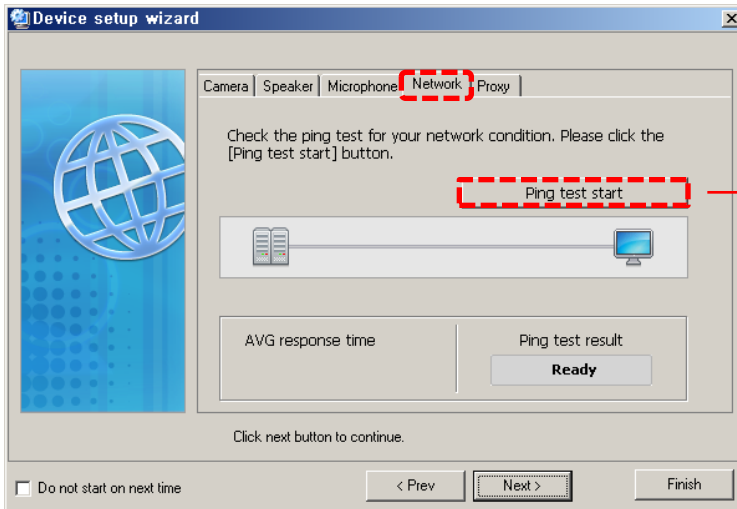 Device setup wizard
Camera Speaker Microphone Network Proxy
Check the ping test for your network condition. Please click the
[Ping test start] button.
Ping test start
AVG response time
Ping test result
Ready
Click next button to continue.
Do not start on next time
< Prev
Next >
Finish